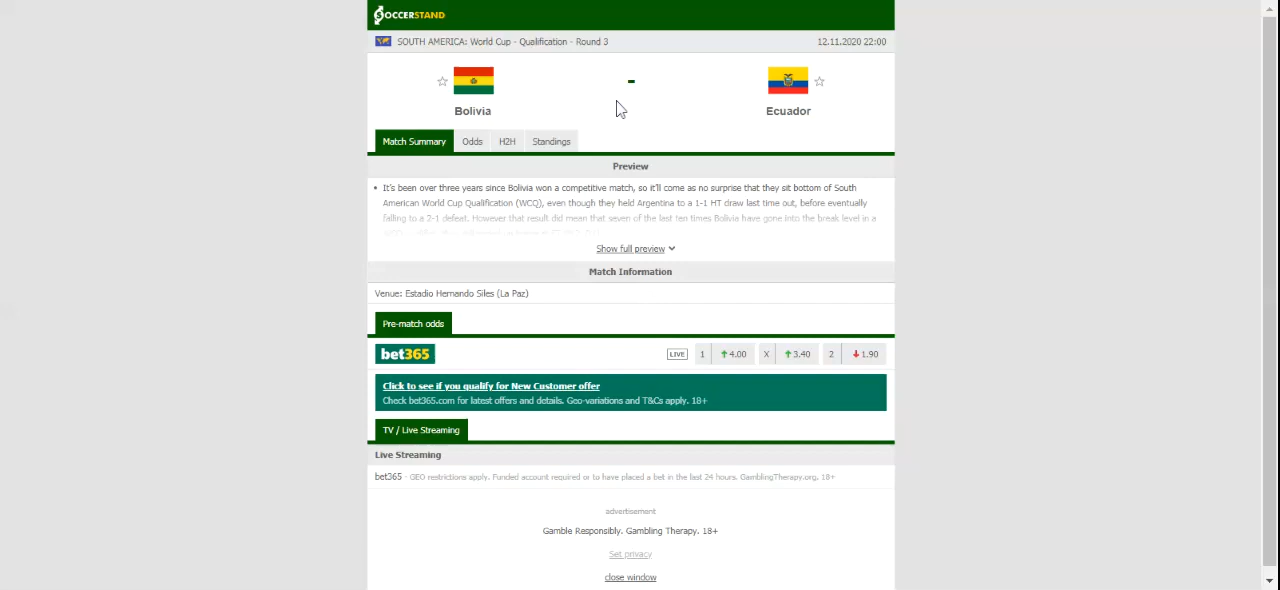 SOCCERSTAND
SOUTH AMERICA: World Cup - Qualification - Round 3 12.11.2020 22:00
-
Bolivia Ecuador
Match Summary Odds H2H Standings
Preview
• It's been over three years since Bolivia won a competitive match, so it'll come as no surprise that they sit bottom of South
American World Cup Qualification (WCQ), even though they held Argentina to a 1-1 HT draw last time out, before eventually
falling to a 2-1 defeat. However that result did mean that seven of the last ten times Bolivia have gone into the break level in a
Show full preview
Match Information
Venue: Estadio Hernando Siles (La Paz)
Pre-match odds
bet365 LIVE 1 4.00 X 3.40 2 1.90
Click to see if you qualify for New Customer offer
Check bet365.com for latest offers and details. Geo-variations and T&Cs apply. 18+
TV / Live Streaming
Live Streaming
bet365 - GEO restrictions apply. Funded account required or to have placed a bet in the last 24 hours. GamblingTherapy.org. 18+
advertisement
Gamble Responsibly. Gambling Therapy. 18+
Set privacy
close window